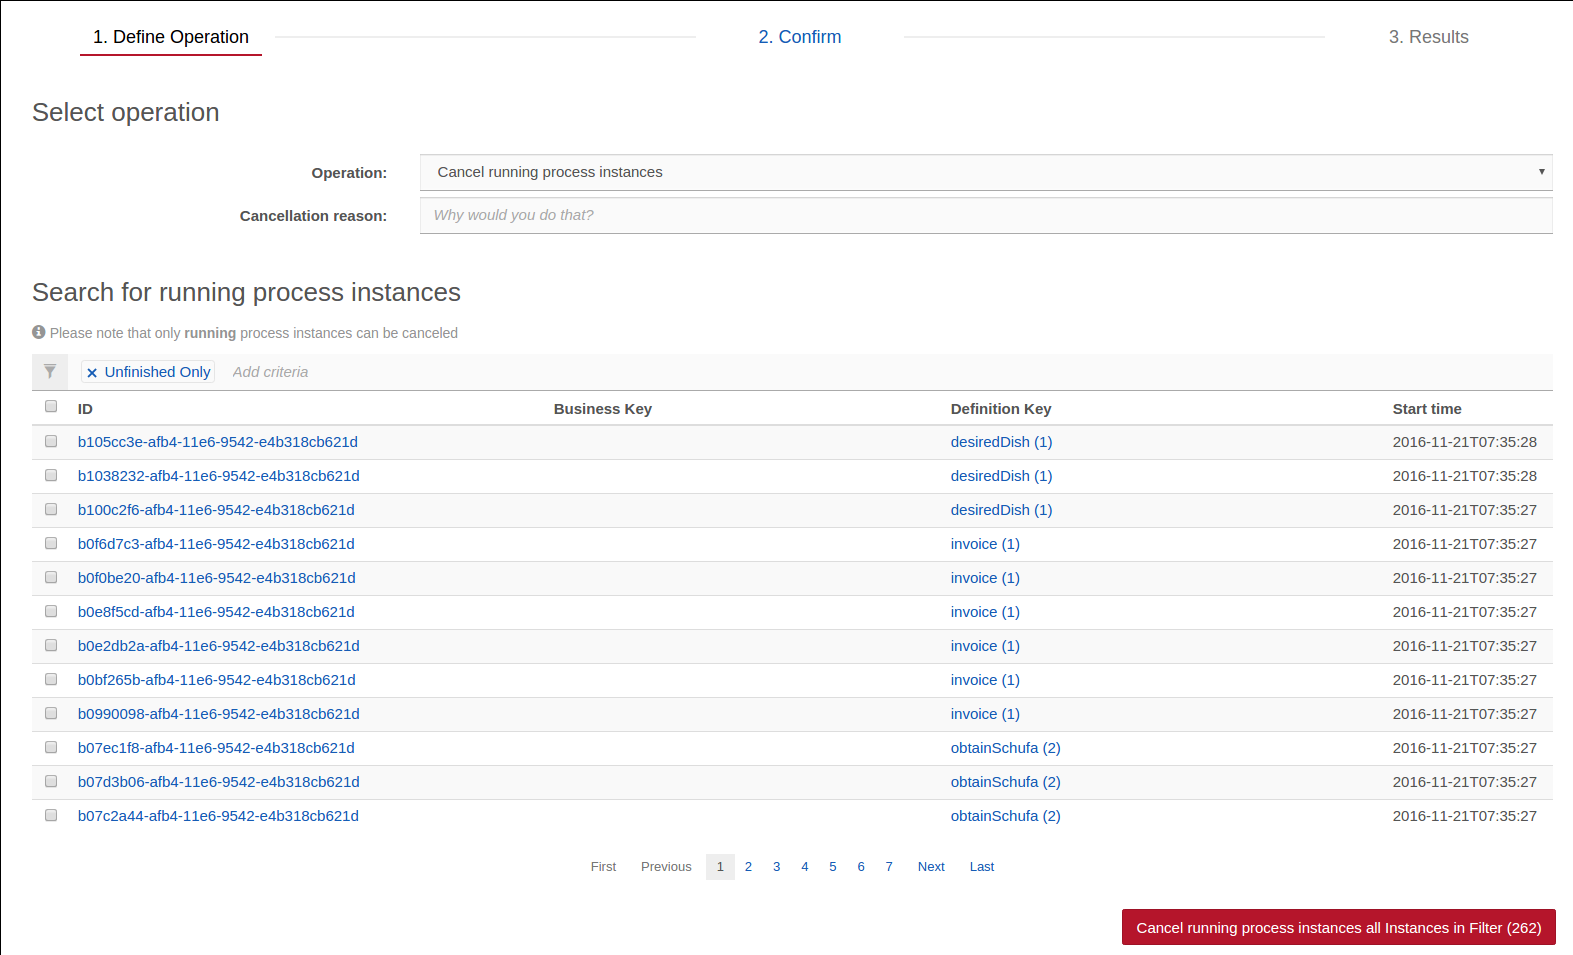 1. Define Operation 2. Confirm 3. Results
Select operation
Operation: Cancel running process instances
Cancellation reason: Why would you do that?
Search for running process instances
Please note that only running process instances can be canceled
Unfinished Only Add criteria
ID Business Key Definition Key Start time
b105cc3e-afb4-11e6-9542-e4b318cb621d desiredDish (1) 2016-11-21T07:35:28
b1038232-afb4-11e6-9542-e4b318cb621d desiredDish (1) 2016-11-21T07:35:28
b100c2f6-afb4-11e6-9542-e4b318cb621d desiredDish (1) 2016-11-21T07:35:27
b0f6d7c3-afb4-11e6-9542-e4b318cb621d invoice (1) 2016-11-21T07:35:27
b0f0be20-afb4-11e6-9542-e4b318cb621d invoice (1) 2016-11-21T07:35:27
b0e8f5cd-afb4-11e6-9542-e4b318cb621d invoice (1) 2016-11-21T07:35:27
b0e2db2a-afb4-11e6-9542-e4b318cb621d invoice (1) 2016-11-21T07:35:27
b0bf265b-afb4-11e6-9542-e4b318cb621d invoice (1) 2016-11-21T07:35:27
b0990098-afb4-11e6-9542-e4b318cb621d invoice (1) 2016-11-21T07:35:27
b07ec1f8-afb4-11e6-9542-e4b318cb621d obtainSchufa (2) 2016-11-21T07:35:27
b07d3b06-afb4-11e6-9542-e4b318cb621d obtainSchufa (2) 2016-11-21T07:35:27
b07c2a44-afb4-11e6-9542-e4b318cb621d obtainSchufa (2) 2016-11-21T07:35:27
First Previous 1 2 3 4 5 6 7 Next Last
Cancel running process instances all Instances in Filter (262)